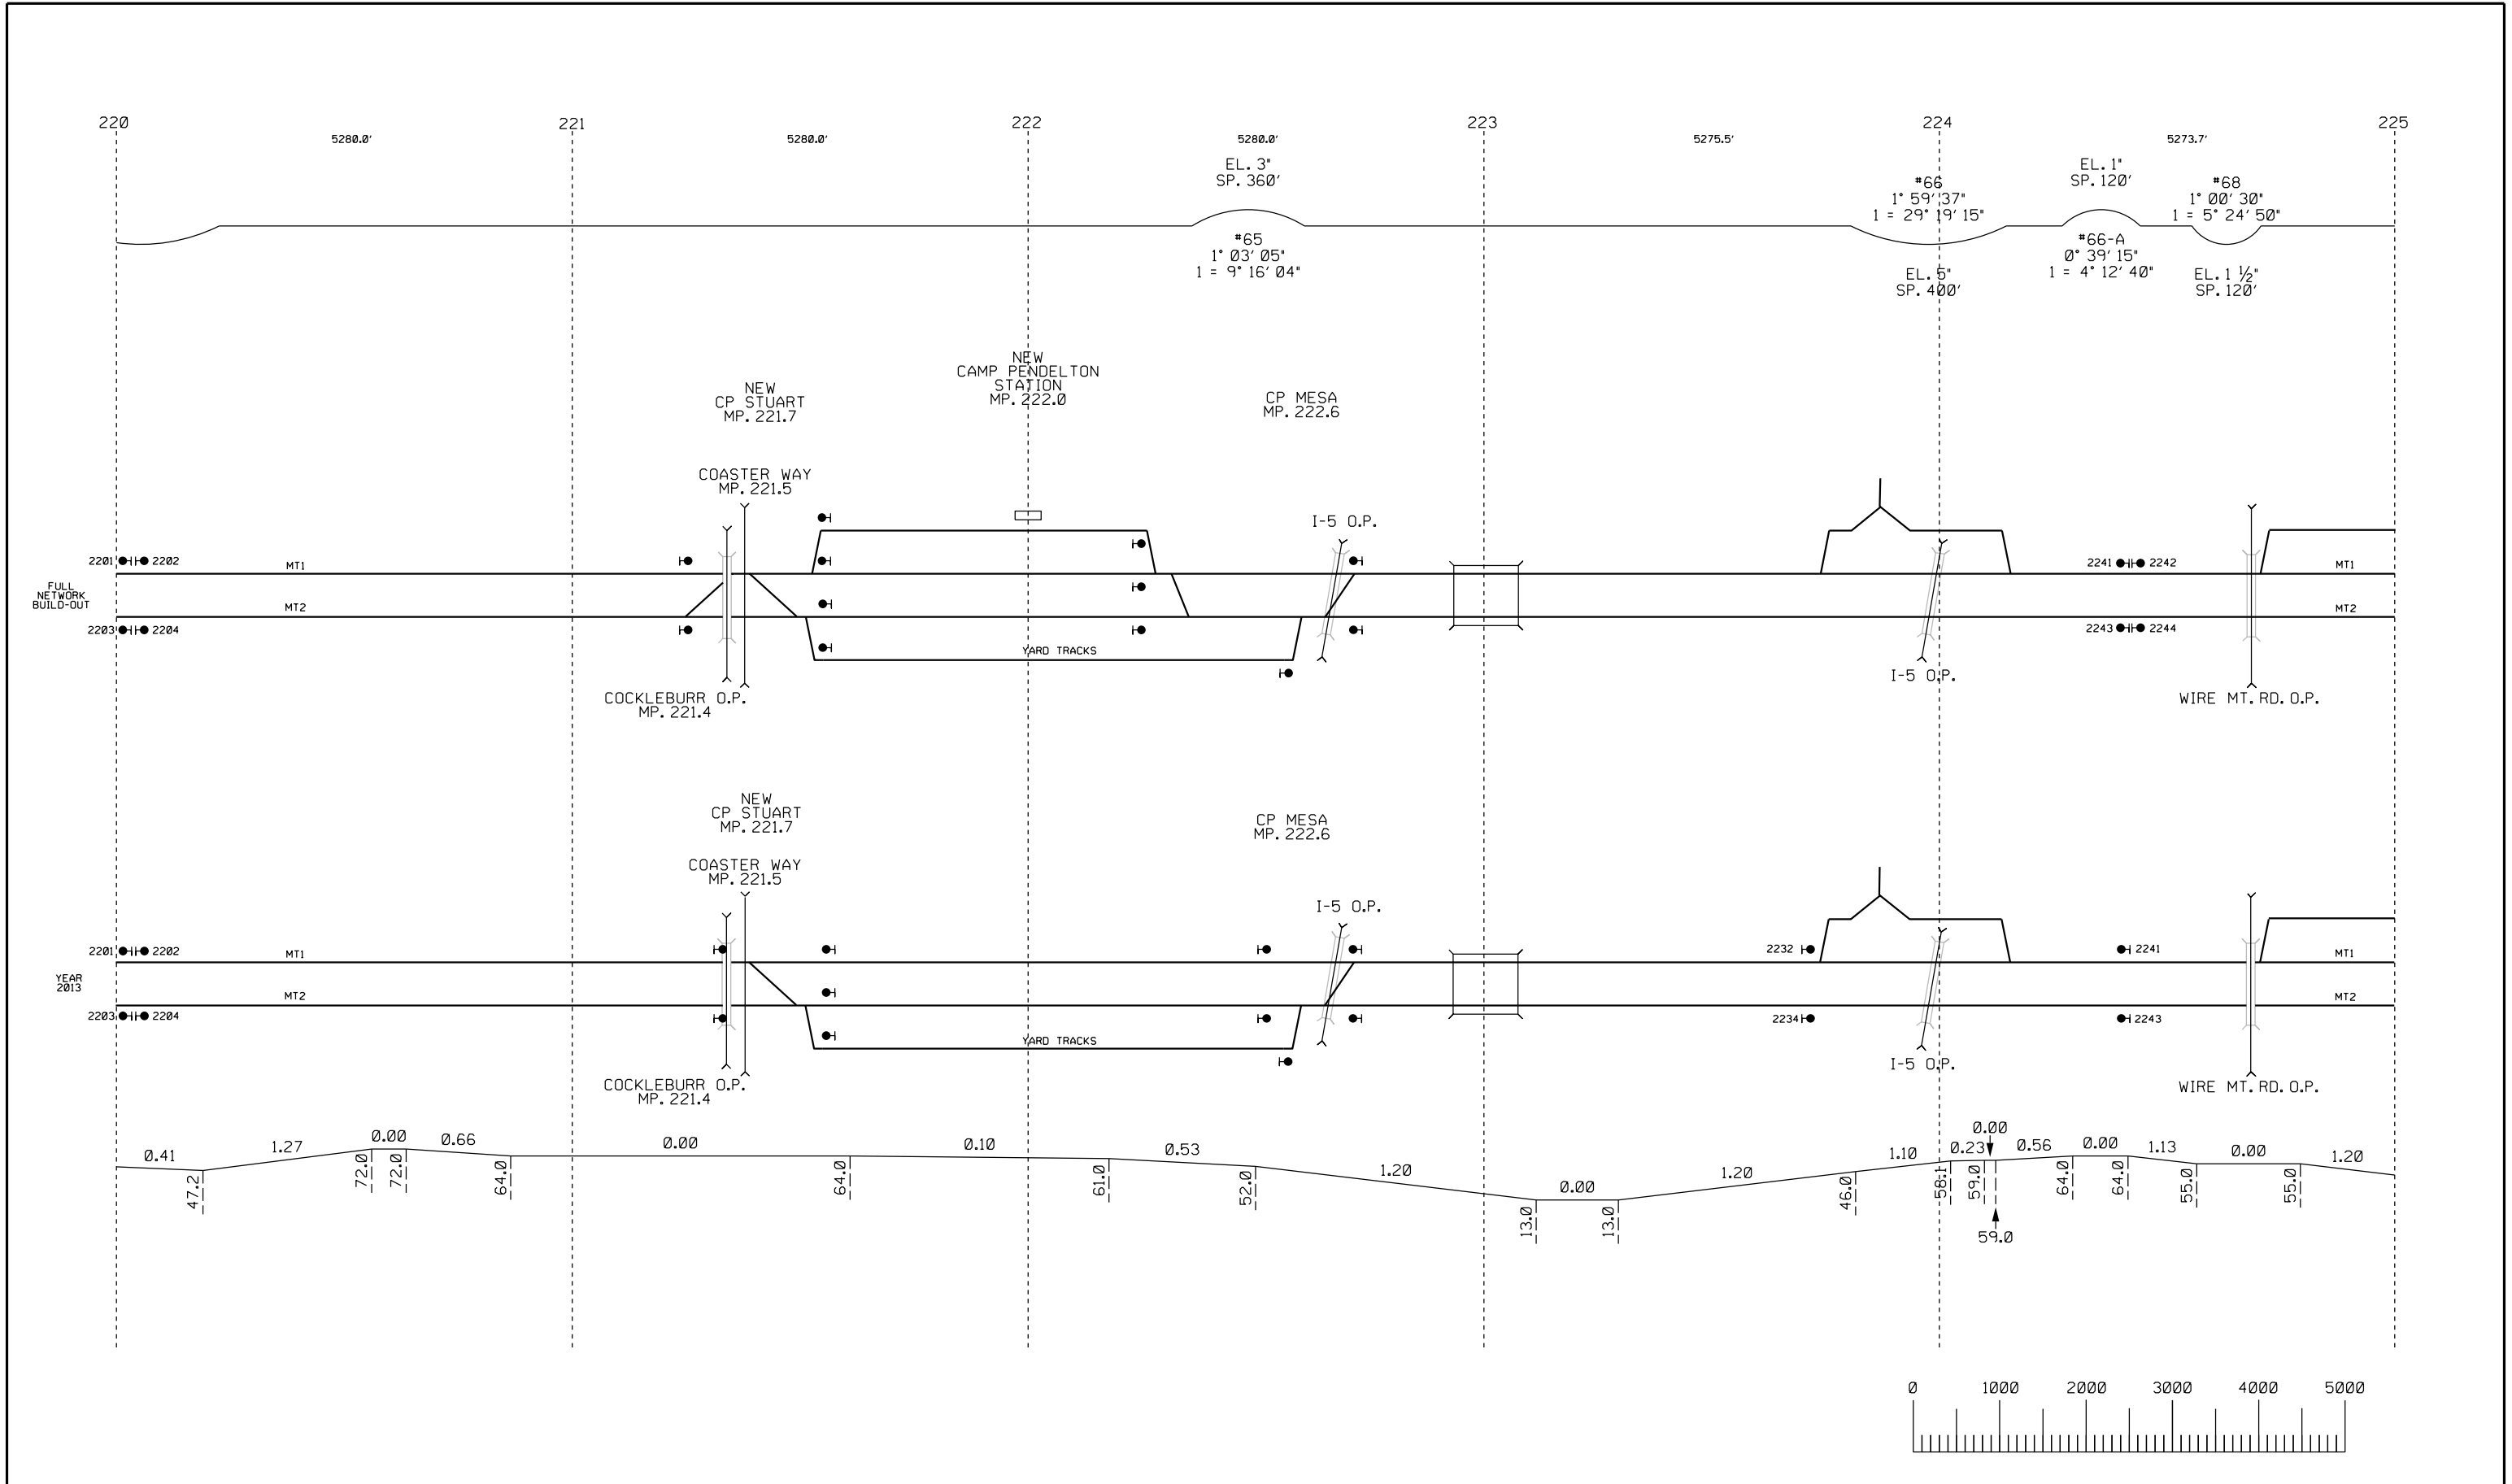 220
221
222
223
224
225
5280.0'
5280.0'
5280.0'
5275.5'
5273.7'
EL. 3"
SP. 360'
#65
1° 03' 05"
1 = 9° 16' 04"
#66
1° 59' 37"
1 = 29° 19' 15"
EL. 5"
SP. 400'
EL. 1"
SP. 120'
#66-A
0° 39' 15"
1 = 4° 12' 40"
#68
1° 00' 30"
1 = 5° 24' 50"
EL. 1 ½"
SP. 120'
NEW
CP STUART
MP. 221.7
NEW
CAMP PENDELTON
STATION
MP. 222.0
CP MESA
MP. 222.6
COASTER WAY
MP. 221.5
I-5 O.P.
FULL
NETWORK
BUILD-OUT
2201
2202
MT1
2241
2242
MT1
MT2
MT2
2203
2204
2243
2244
YARD TRACKS
COCKLEBURR O.P.
MP. 221.4
I-5 O.P.
WIRE MT. RD. O.P.
NEW
CP STUART
MP. 221.7
CP MESA
MP. 222.6
COASTER WAY
MP. 221.5
I-5 O.P.
YEAR
2013
2201
2202
MT1
2232
2241
MT1
MT2
MT2
2203
2204
2234
2243
YARD TRACKS
COCKLEBURR O.P.
MP. 221.4
I-5 O.P.
WIRE MT. RD. O.P.
0.41
1.27
0.00
0.66
0.00
0.10
0.53
1.20
0.00
1.20
1.10
0.23
0.00
0.56
0.00
1.13
0.00
1.20
47.2
72.0
72.0
64.0
64.0
61.0
52.0
13.0
13.0
46.0
58.1
59.0
59.0
64.0
64.0
55.0
55.0
0 1000 2000 3000 4000 5000